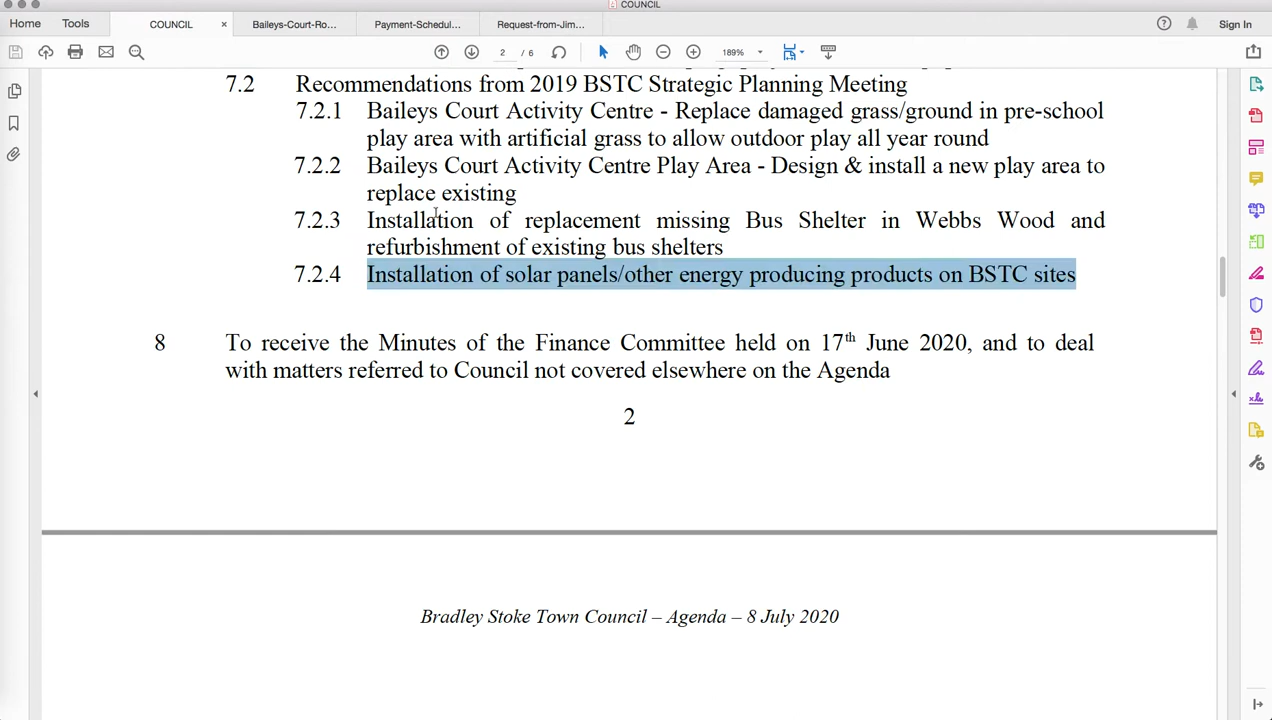 COUNCIL
Home Tools COUNCIL × Baileys-Court-Ro... Payment-Schedul... Request-from-Jim... Sign In
2 / 6 189%
7.2 Recommendations from 2019 BSTC Strategic Planning Meeting
7.2.1 Baileys Court Activity Centre - Replace damaged grass/ground in pre-school
play area with artificial grass to allow outdoor play all year round
7.2.2 Baileys Court Activity Centre Play Area - Design & install a new play area to
replace existing
7.2.3 Installation of replacement missing Bus Shelter in Webbs Wood and
refurbishment of existing bus shelters
7.2.4 Installation of solar panels/other energy producing products on BSTC sites
8 To receive the Minutes of the Finance Committee held on 17th June 2020, and to deal
with matters referred to Council not covered elsewhere on the Agenda
2
Bradley Stoke Town Council – Agenda – 8 July 2020